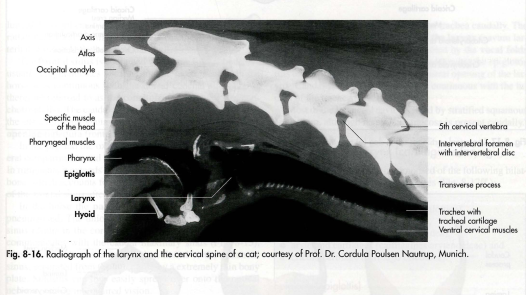 Axis
Atlas
Occipital condyle
Specific muscle
of the head
Pharyngeal muscles
Pharynx
Epiglottis
Larynx
Hyoid
5th cervical vertebra
Intervertebral foramen
with intervertebral disc
Transverse process
Trachea with
tracheal cartilage
Ventral cervical muscles
Fig. 8-16. Radiograph of the larynx and the cervical spine of a cat; courtesy of Prof. Dr. Cordula Poulsen Nautrup, Munich.